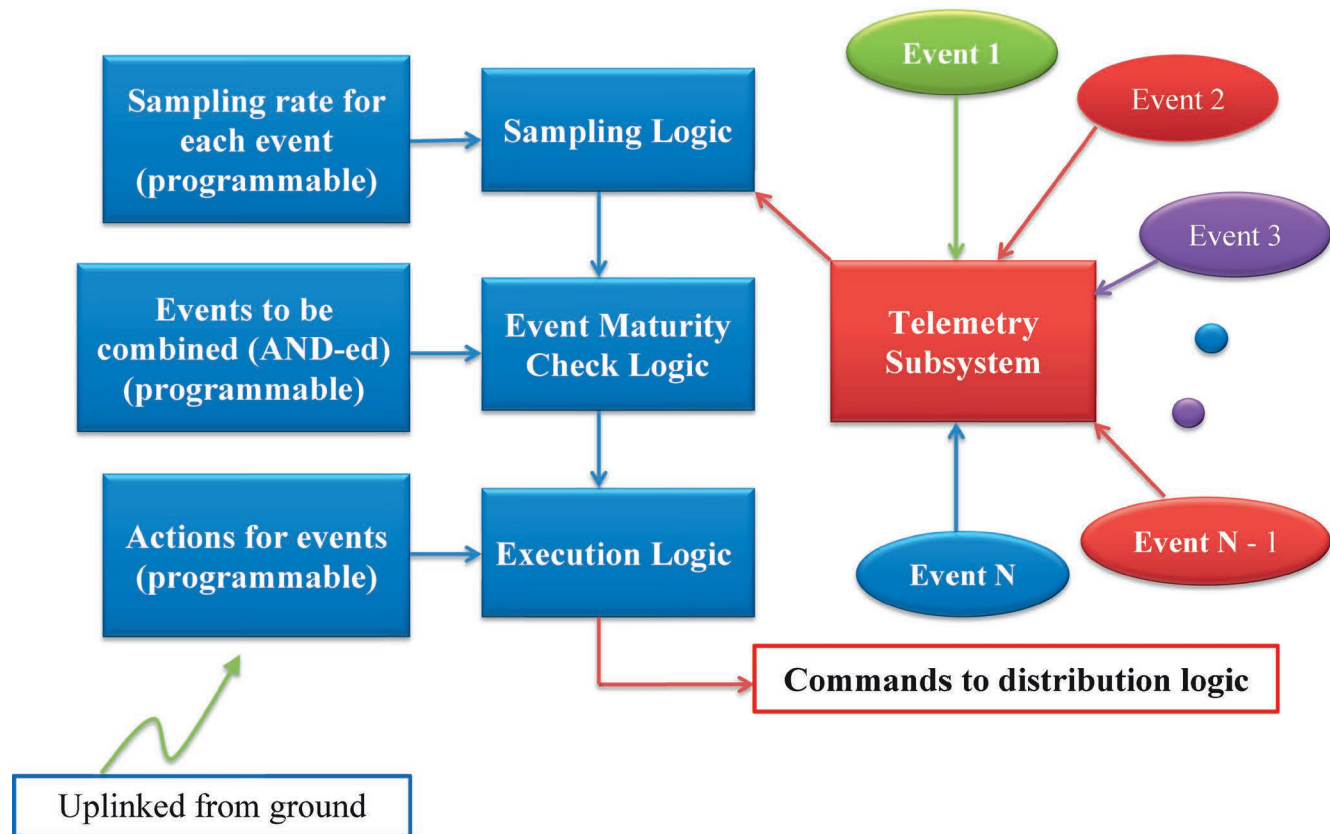 Sampling rate for
each event
(programmable)
Sampling Logic
Event 1
Event 2
Event 3
Events to be
combined (AND-ed)
(programmable)
Event Maturity
Check Logic
Telemetry
Subsystem
Actions for events
(programmable)
Execution Logic
Event N
Event N - 1
Commands to distribution logic
Uplinked from ground